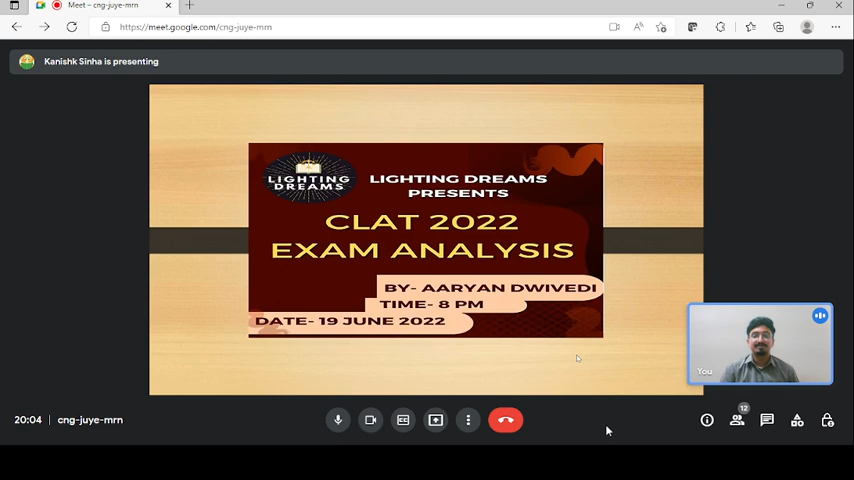 Meet – cng-juye-mrn
https://meet.google.com/cng-juye-mrn
Kanishk Sinha is presenting
LIGHTING
DREAMS
LIGHTING DREAMS
PRESENTS
CLAT 2022
EXAM ANALYSIS
BY- AARYAN DWIVEDI
TIME- 8 PM
DATE- 19 JUNE 2022
You
20:04 | cng-juye-mrn
12